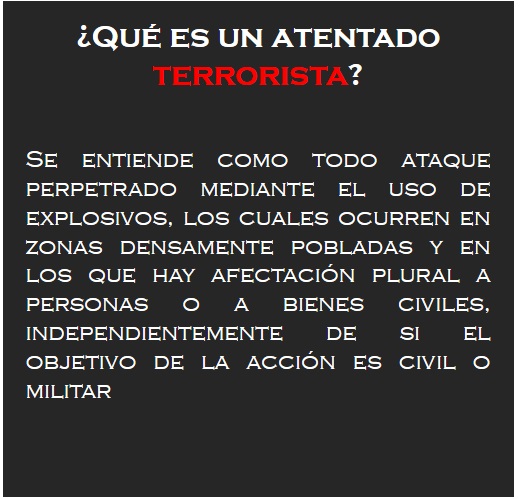 ¿Qué es un atentado
terrorista?
Se entiende como todo ataque
perpetrado mediante el uso de
explosivos, los cuales ocurren en
zonas densamente pobladas y en
los que hay afectación plural a
personas o a bienes civiles,
independientemente de si el
objetivo de la acción es civil o
militar